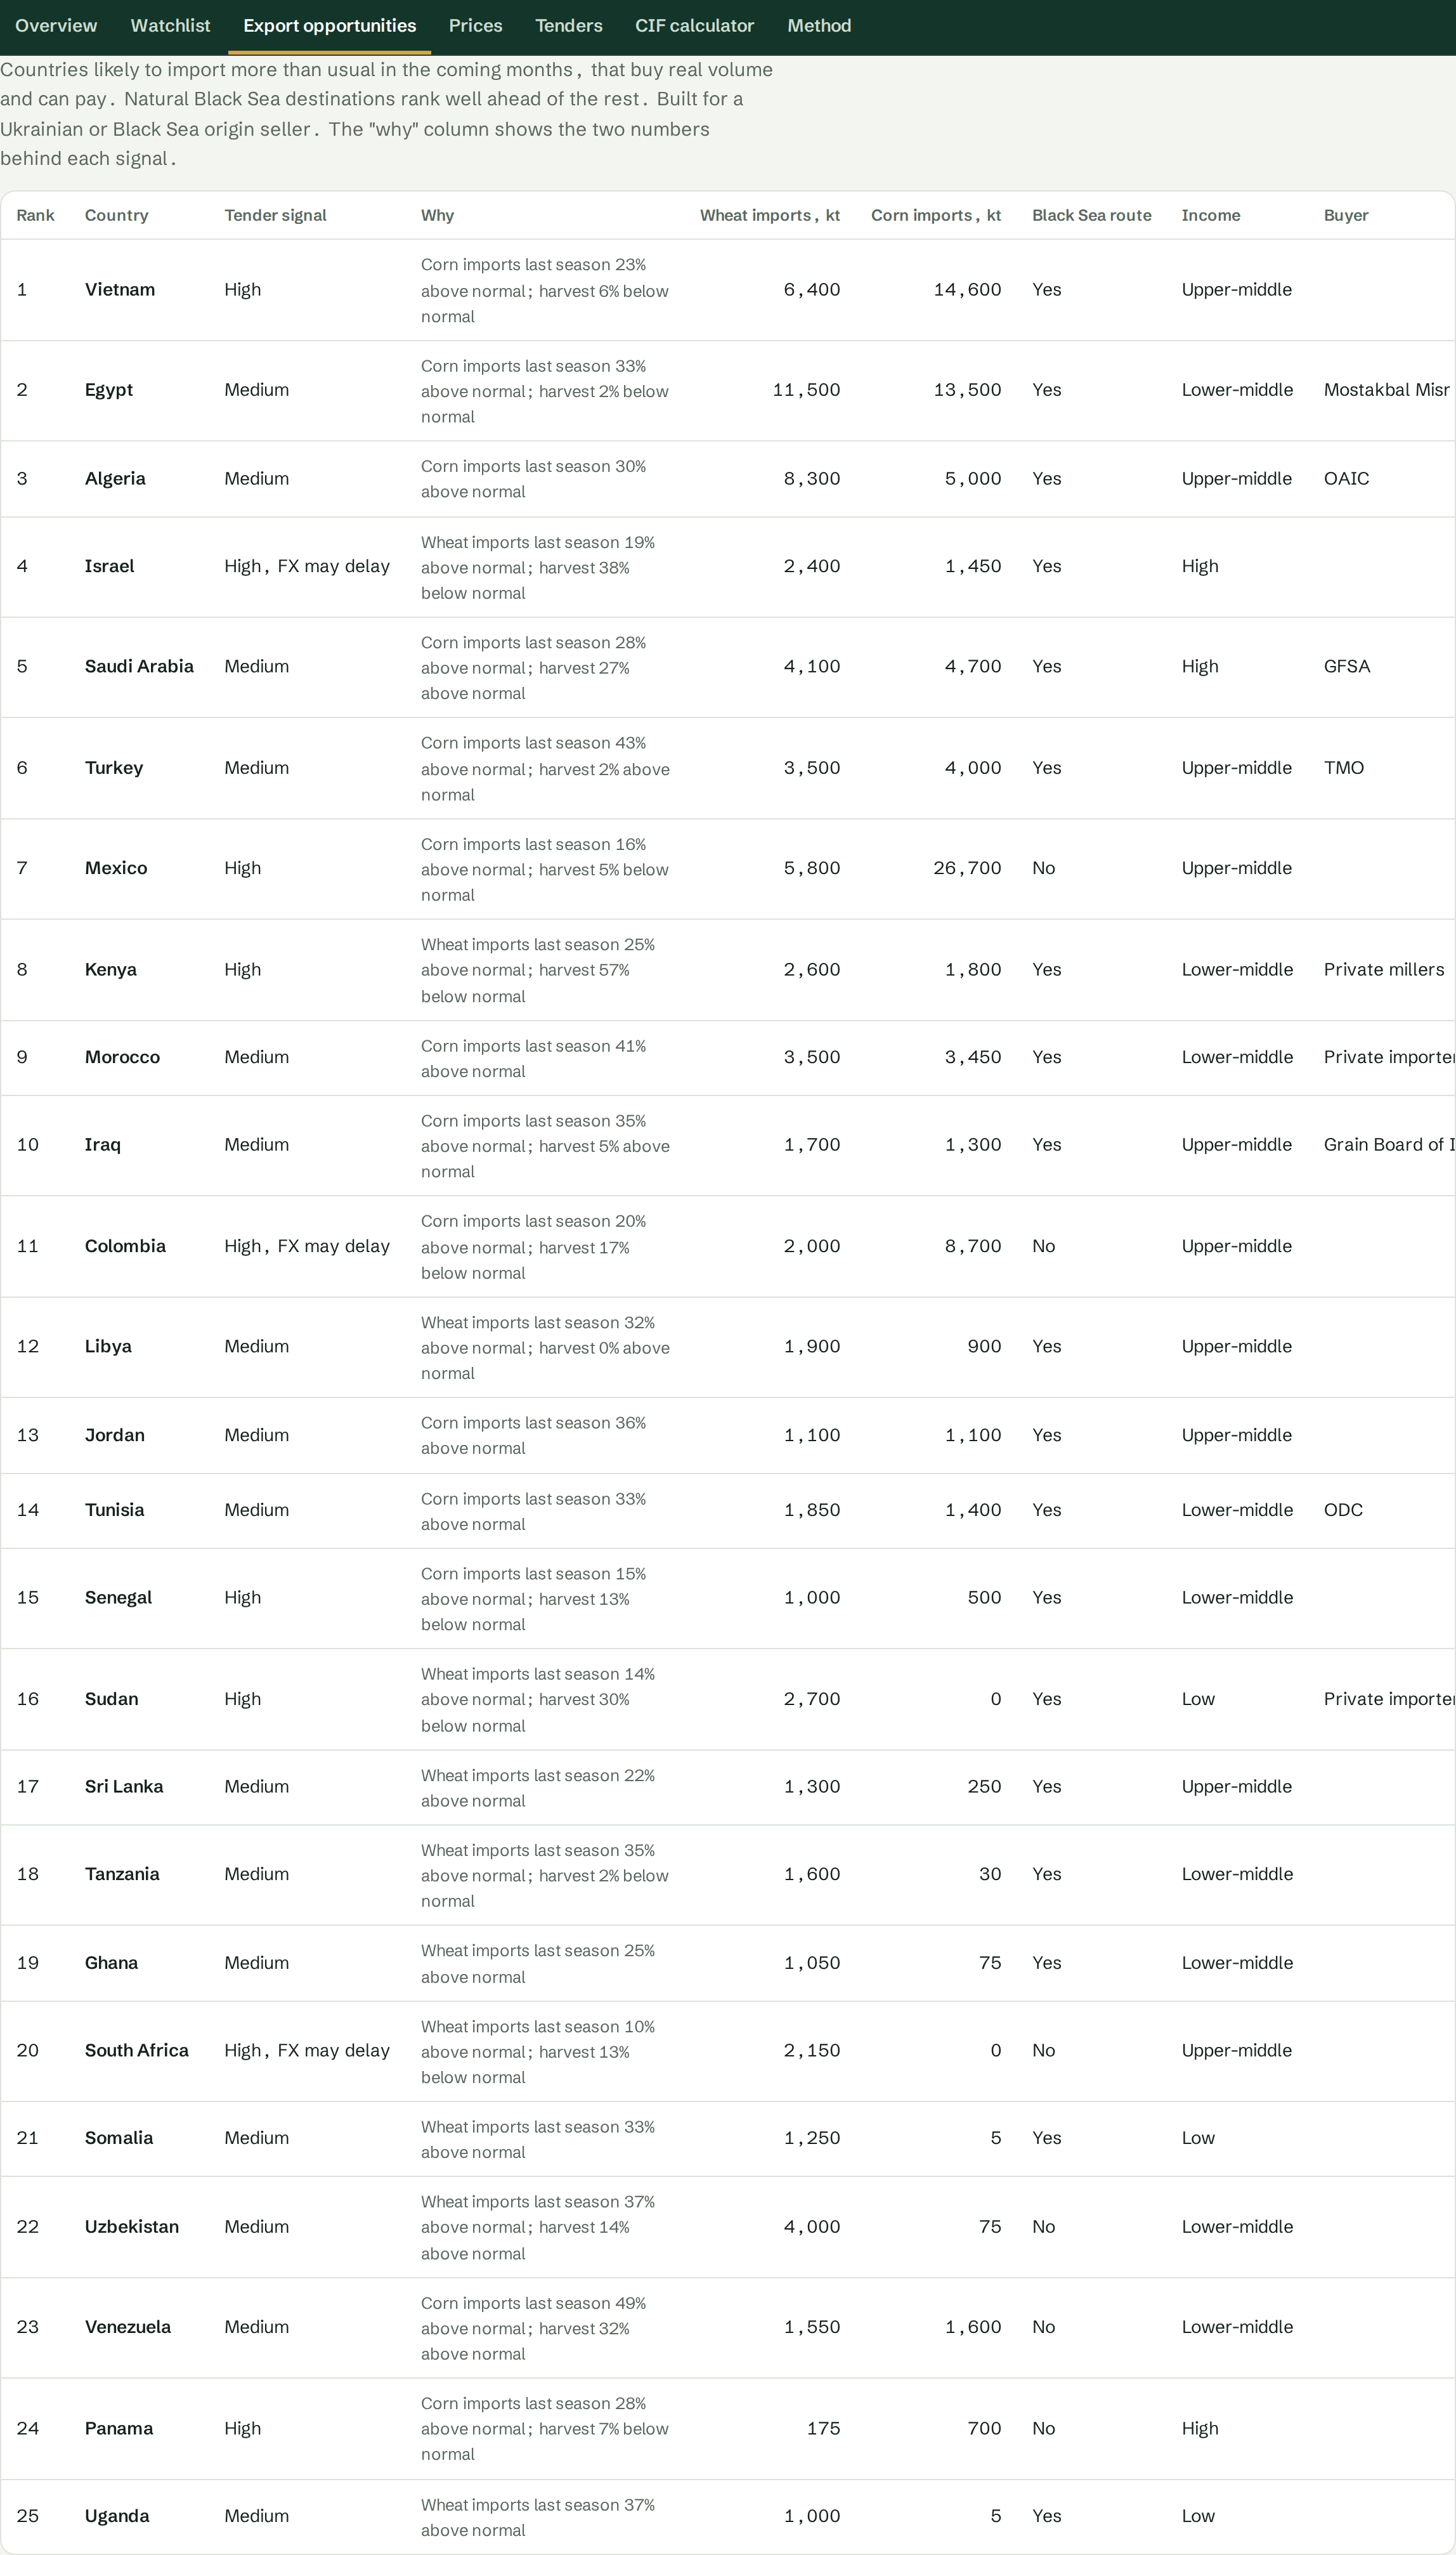 Overview Watchlist Export opportunities Prices Tenders CIF calculator Method
Countries likely to import more than usual in the coming months, that buy real volume
and can pay. Natural Black Sea destinations rank well ahead of the rest. Built for a
Ukrainian or Black Sea origin seller. The "why" column shows the two numbers
behind each signal.
Rank Country Tender signal Why Wheat imports, kt Corn imports, kt Black Sea route Income Buyer
Corn imports last season 23%
1 Vietnam High above normal; harvest 6% below 6,400 14,600 Yes Upper-middle
normal
Corn imports last season 33%
2 Egypt Medium above normal; harvest 2% below 11,500 13,500 Yes Lower-middle Mostakbal Misr
normal
Corn imports last season 30%
3 Algeria Medium 8,300 5,000 Yes Upper-middle OAIC
above normal
Wheat imports last season 19%
4 Israel High, FX may delay above normal; harvest 38% 2,400 1,450 Yes High
below normal
Corn imports last season 28%
5 Saudi Arabia Medium above normal; harvest 27% 4,100 4,700 Yes High GFSA
above normal
Corn imports last season 43%
6 Turkey Medium above normal; harvest 2% above 3,500 4,000 Yes Upper-middle TMO
normal
Corn imports last season 16%
7 Mexico High above normal; harvest 5% below 5,800 26,700 No Upper-middle
normal
Wheat imports last season 25%
8 Kenya High above normal; harvest 57% 2,600 1,800 Yes Lower-middle Private millers
below normal
Corn imports last season 41%
9 Morocco Medium 3,500 3,450 Yes Lower-middle Private
above normal
Corn imports last season 35%
10 Iraq Medium above normal; harvest 5% above 1,700 1,300 Yes Upper-middle Grain Board of
normal
Corn imports last season 20%
11 Colombia High, FX may delay above normal; harvest 17% 2,000 8,700 No Upper-middle
below normal
Wheat imports last season 32%
12 Libya Medium above normal; harvest 0% above 1,900 900 Yes Upper-middle
normal
Corn imports last season 36%
13 Jordan Medium 1,100 1,100 Yes Upper-middle
above normal
Corn imports last season 33%
14 Tunisia Medium 1,850 1,400 Yes Lower-middle ODC
above normal
Corn imports last season 15%
15 Senegal High above normal; harvest 13% 1,000 500 Yes Lower-middle
below normal
Wheat imports last season 14%
16 Sudan High above normal; harvest 30% 2,700 0 Yes Low Private
below normal
Wheat imports last season 22%
17 Sri Lanka Medium 1,300 250 Yes Upper-middle
above normal
Wheat imports last season 35%
18 Tanzania Medium above normal; harvest 2% below 1,600 30 Yes Lower-middle
normal
Wheat imports last season 25%
19 Ghana Medium 1,050 75 Yes Lower-middle
above normal
Wheat imports last season 10%
20 South Africa High, FX may delay above normal; harvest 13% 2,150 0 No Upper-middle
below normal
Wheat imports last season 33%
21 Somalia Medium 1,250 5 Yes Low
above normal
Wheat imports last season 37%
22 Uzbekistan Medium above normal; harvest 14% 4,000 75 No Lower-middle
above normal
Corn imports last season 49%
23 Venezuela Medium above normal; harvest 32% 1,550 1,600 No Lower-middle
above normal
Corn imports last season 28%
24 Panama High above normal; harvest 7% below 175 700 No High
normal
Wheat imports last season 37%
25 Uganda Medium 1,000 5 Yes Low
above normal